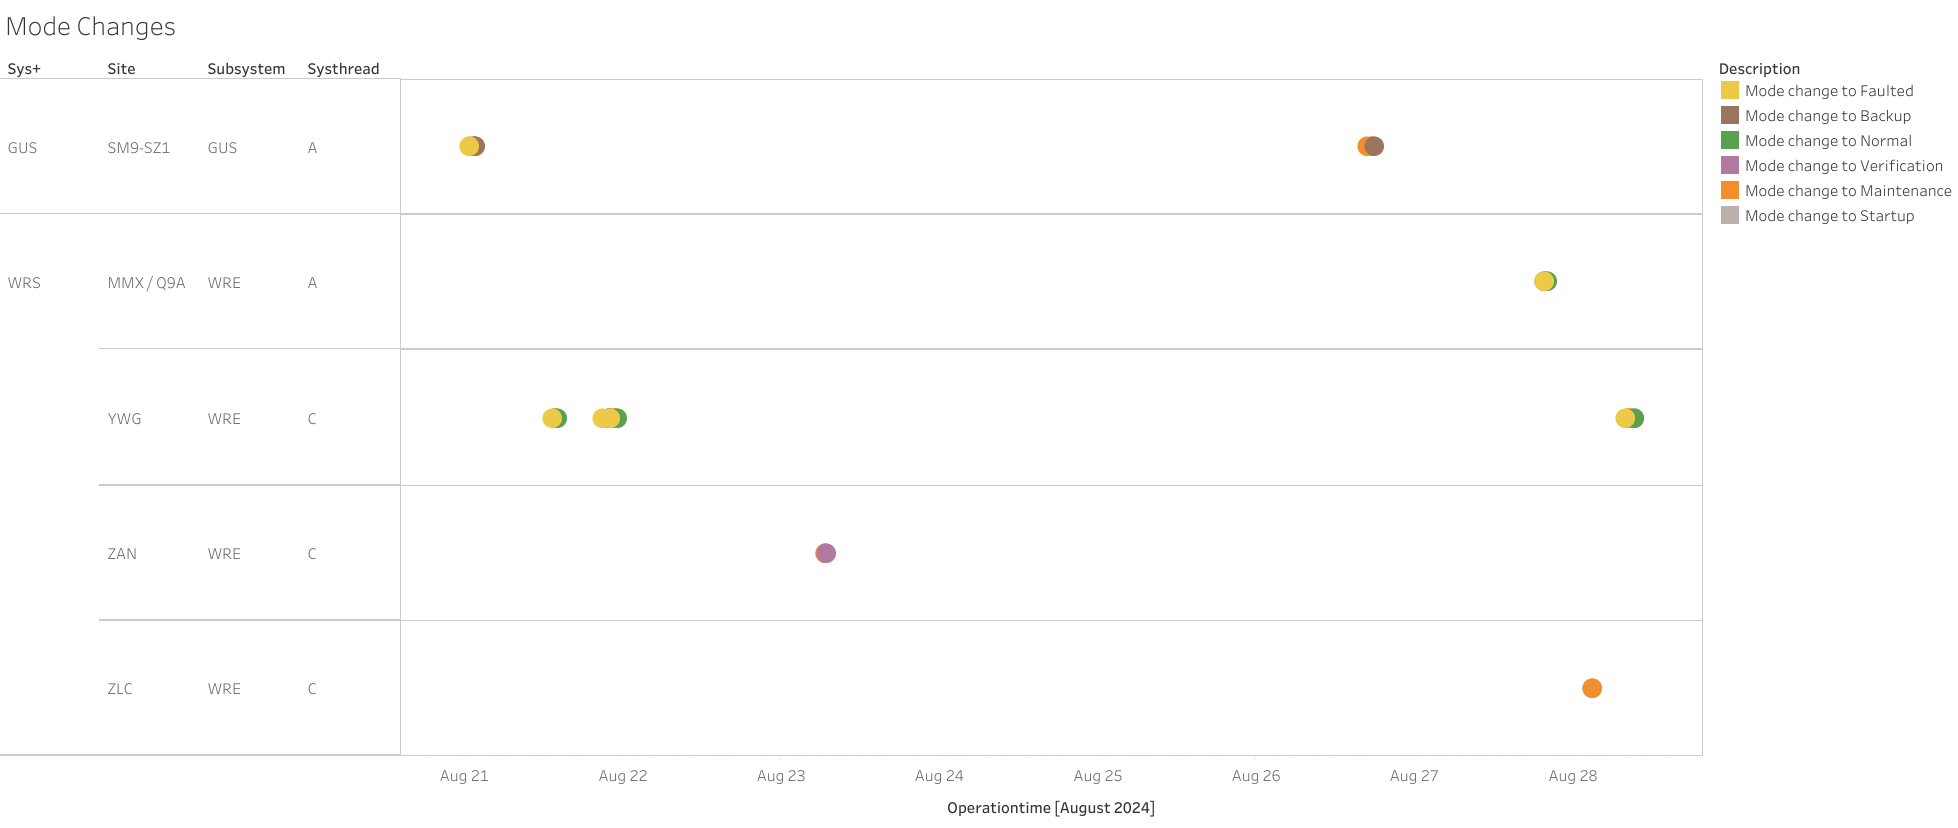 Mode Changes
Sys+ Site Subsystem Systhread
Description
Mode change to Faulted
Mode change to Backup
Mode change to Normal
Mode change to Verification
Mode change to Maintenance
Mode change to Startup
GUS SM9-SZ1 GUS A
WRS MMX / Q9A WRE A
YWG WRE C
ZAN WRE C
ZLC WRE C
Aug 21 Aug 22 Aug 23 Aug 24 Aug 25 Aug 26 Aug 27 Aug 28
Operationtime [August 2024]